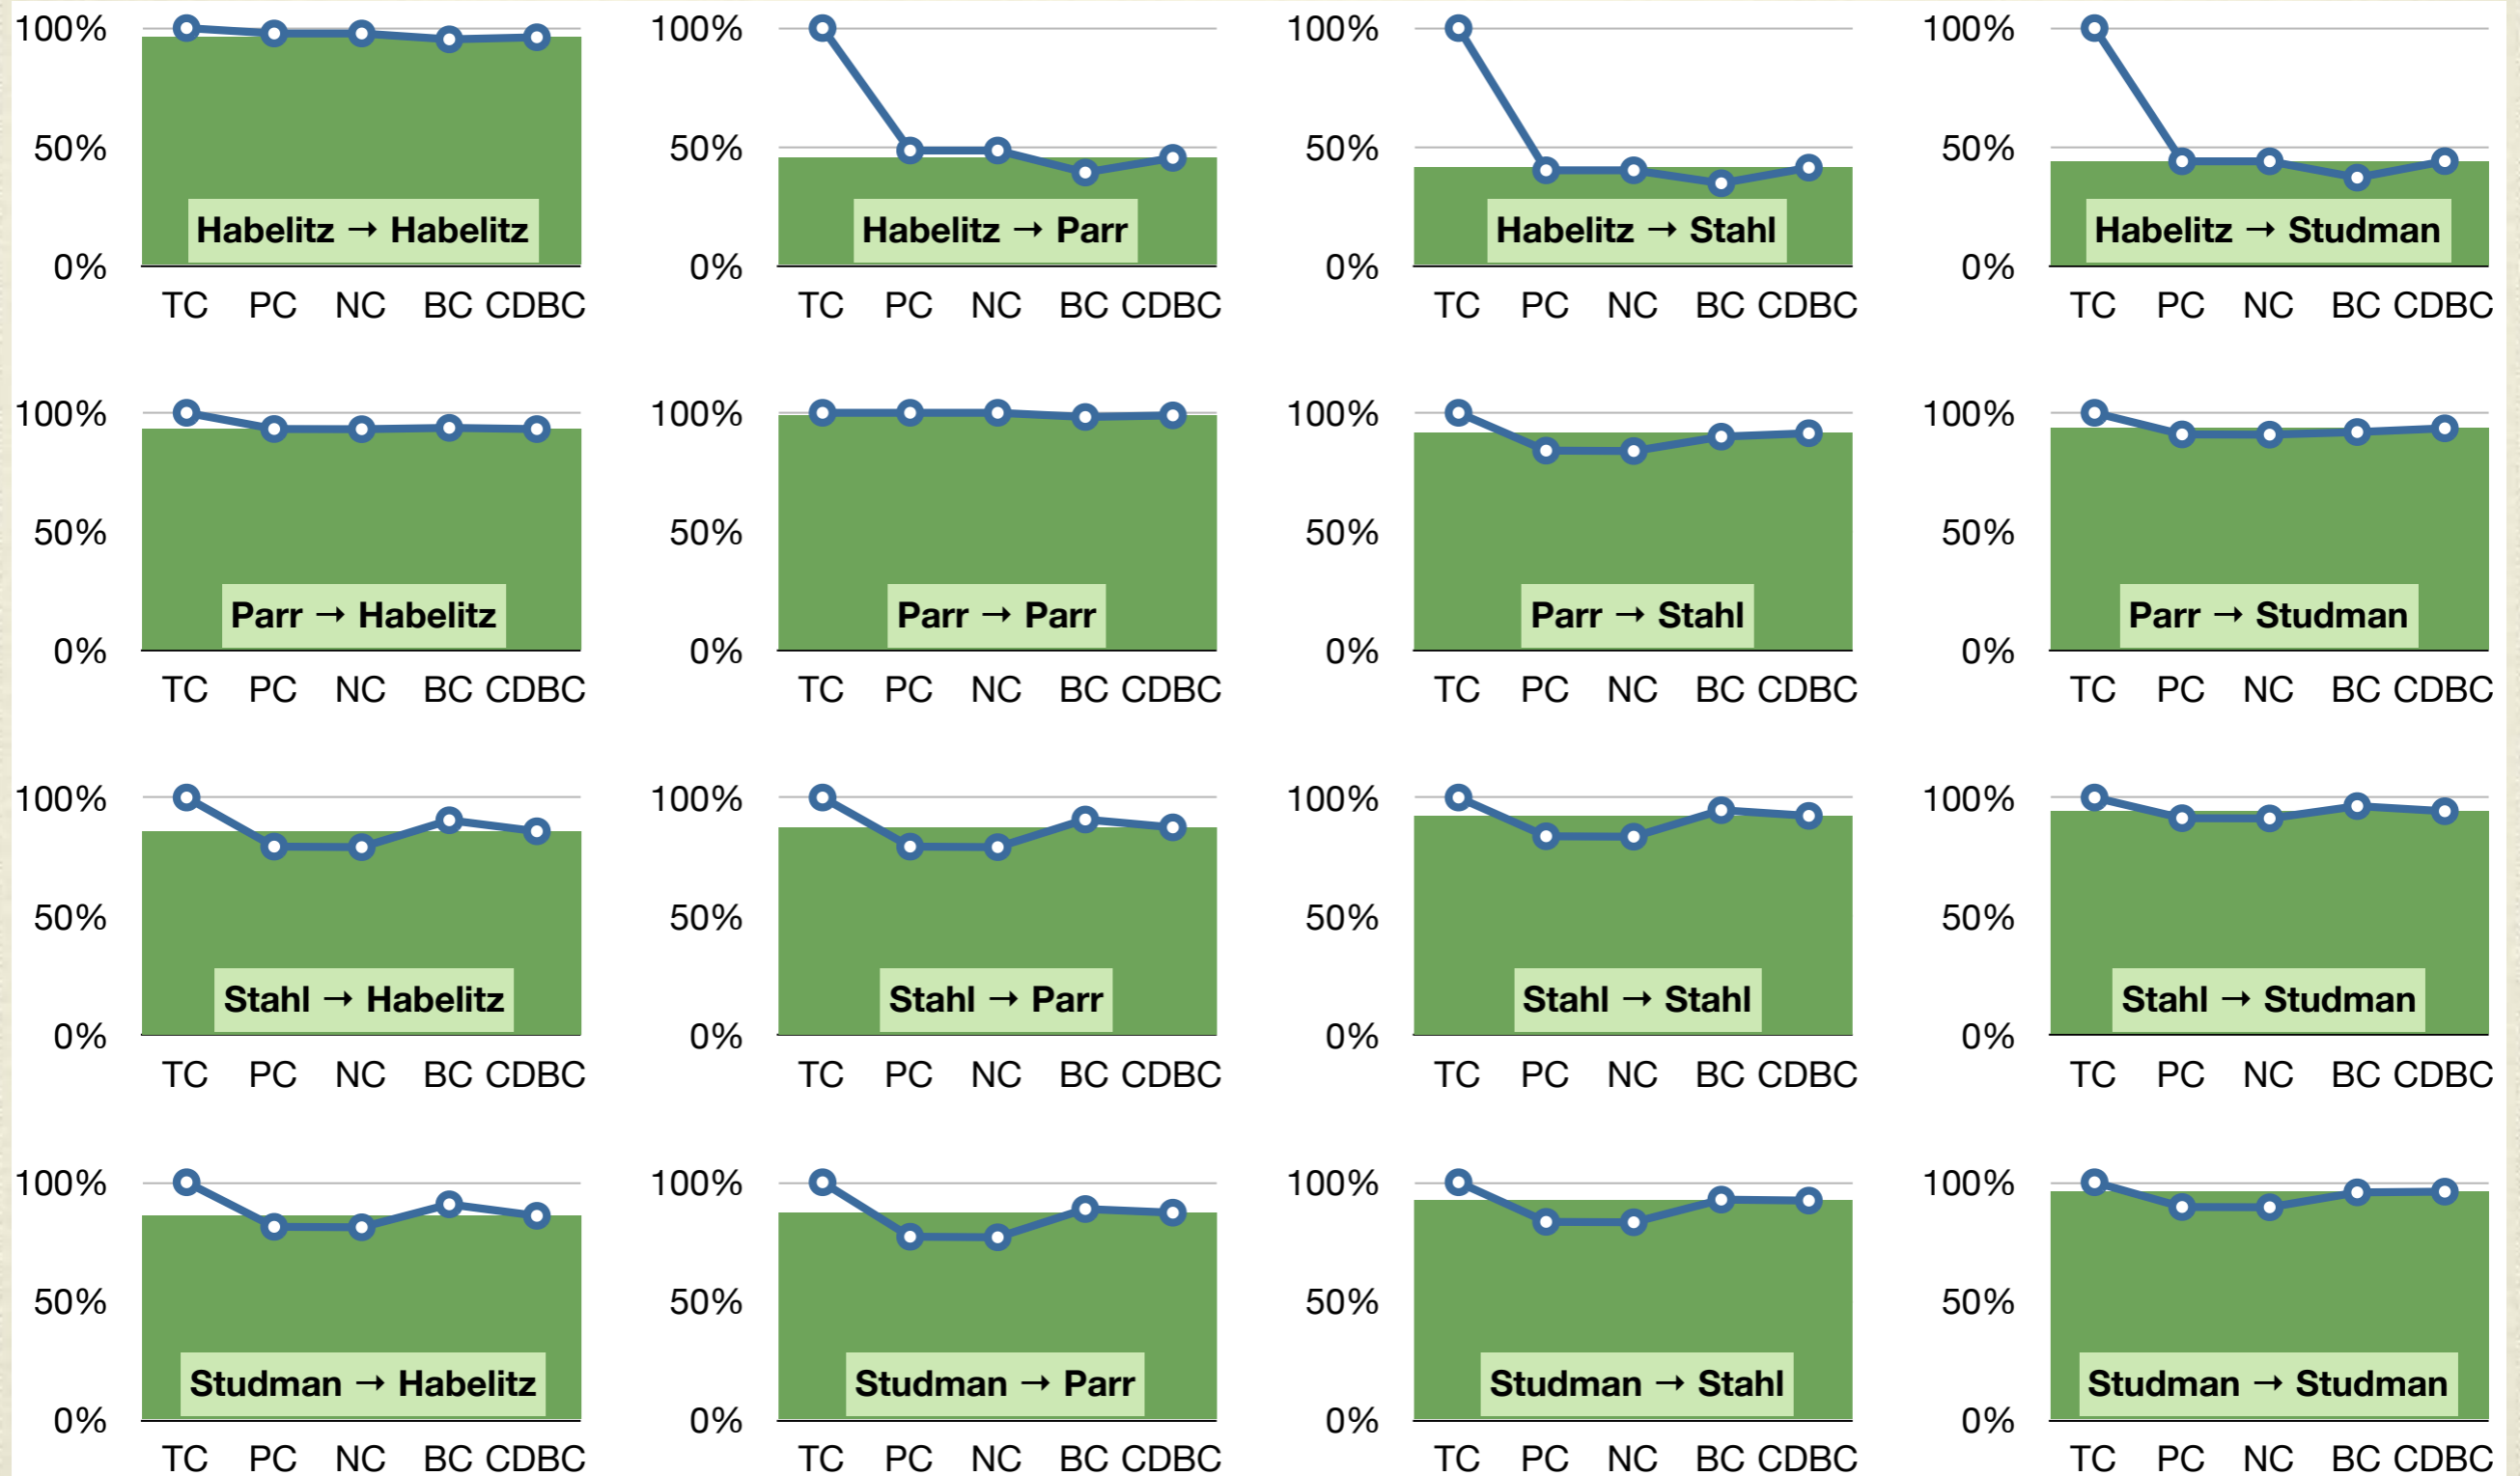 100% 100% 100% 100%
50% 50% 50% 50%
Habelitz → Habelitz Habelitz → Parr Habelitz → Stahl Habelitz → Studman
0% 0% 0% 0%
TC PC NC BC CDBC TC PC NC BC CDBC TC PC NC BC CDBC TC PC NC BC CDBC
100% 100% 100% 100%
50% 50% 50% 50%
Parr → Habelitz Parr → Parr Parr → Stahl Parr → Studman
0% 0% 0% 0%
TC PC NC BC CDBC TC PC NC BC CDBC TC PC NC BC CDBC TC PC NC BC CDBC
100% 100% 100% 100%
50% 50% 50% 50%
Stahl → Habelitz Stahl → Parr Stahl → Stahl Stahl → Studman
0% 0% 0% 0%
TC PC NC BC CDBC TC PC NC BC CDBC TC PC NC BC CDBC TC PC NC BC CDBC
100% 100% 100% 100%
50% 50% 50% 50%
Studman → Habelitz Studman → Parr Studman → Stahl Studman → Studman
0% 0% 0% 0%
TC PC NC BC CDBC TC PC NC BC CDBC TC PC NC BC CDBC TC PC NC BC CDBC